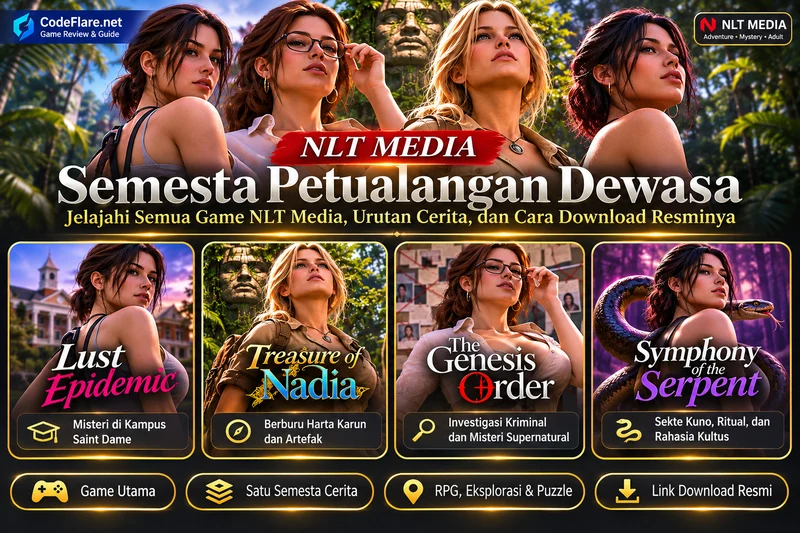 CodeFlare.net
Game Review & Guide
NLT MEDIA
Adventure • Mystery • Adult
NLT MEDIA
Semesta Petualangan Dewasa
Jelajahi Semua Game NLT Media, Urutan Cerita, dan Cara Download Resminya
Lust
Epidemic
Misteri di Kampus
Saint Dame
Treasure of
Nadia
Berburu Harta Karun
dan Artefak
The
Genesis
Order
Investigasi Kriminal
dan Misteri Supernatural
Symphony
of the
Serpent
Sekte Kuno, Ritual, dan
Rahasia Kultus
Game Utama
Satu Semesta Cerita
RPG, Eksplorasi & Puzzle
Link Download Resmi